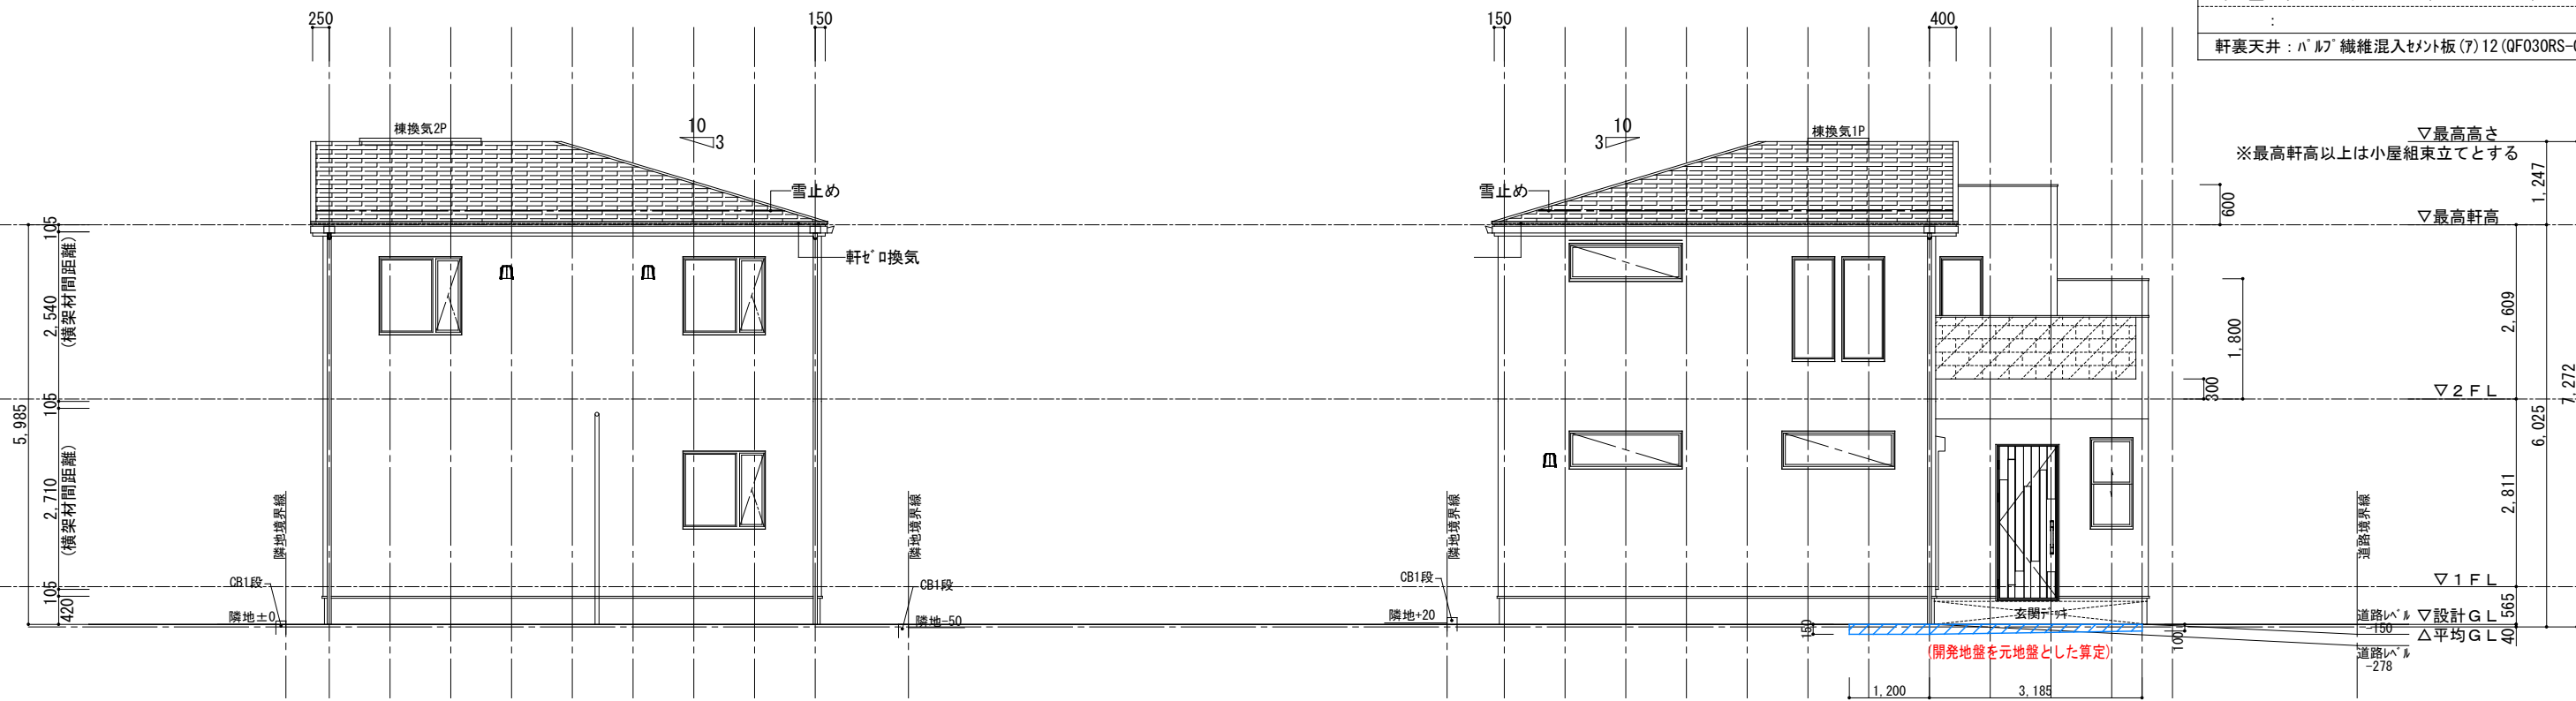 軒裏天井：ﾊﾟﾙﾌﾟ繊維混入ｾﾒﾝﾄ板(ｱ)12(QF030RS-
250
150
150
400
棟換気2P
10
3
10
3
棟換気1P
▽最高高さ
※最高軒高以上は小屋組束立てとする
1,247
雪止め
雪止め
600
▽最高軒高
105
軒ｾﾞﾛ換気
2,540
(横架材間距離)
2,609
1,800
300
▽２ＦＬ
7,272
105
5,985
6,025
2,710
(横架材間距離)
2,811
隣地境界線
隣地境界線
隣地境界線
道路境界線
CB1段
CB1段
CB1段
▽１ＦＬ
105
420
565
隣地±0
隣地-50
隣地+20
玄関ﾃﾞｯｷ
道路ﾚﾍﾞﾙ
-150
▽設計ＧＬ
△平均ＧＬ
40
150
100
(開発地盤を元地盤とした算定)
道路ﾚﾍﾞﾙ
-278
1,200
3,185